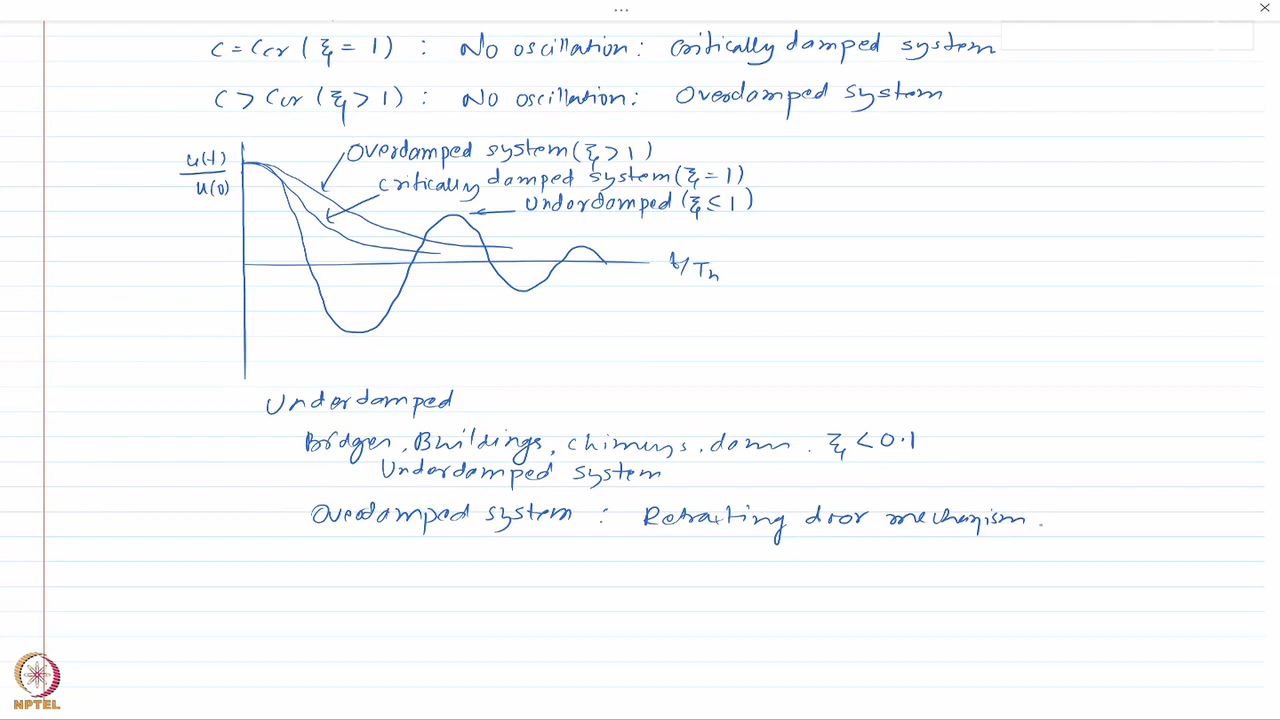 C = Ccr (ξ = 1) : No oscillation: Critically damped system
C > Ccr (ξ > 1) : No oscillation: Overdamped system
u(t)/u(0)
Overdamped system (ξ > 1)
Critically damped system (ξ = 1)
Underdamped (ξ < 1)
t/Tn
Underdamped
Bridges, Buildings, chimneys, dams. ξ < 0.1
Underdamped system
Overdamped system : Retracting door mechanism.
NPTEL